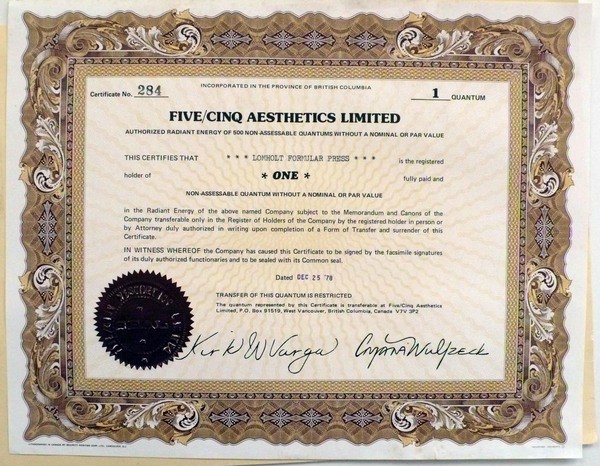 INCORPORATED IN THE PROVINCE OF BRITISH COLUMBIA
Certificate No. 284
1 QUANTUM
FIVE/CINQ AESTHETICS LIMITED
AUTHORIZED RADIANT ENERGY OF 500 NON-ASSESSABLE QUANTUMS WITHOUT A NOMINAL OR PAR VALUE
THIS CERTIFIES THAT * * * LOMHOLT FORMULAR PRESS * * * is the registered
holder of * ONE * fully paid and
NON-ASSESSABLE QUANTUM WITHOUT A NOMINAL OR PAR VALUE
in the Radiant Energy of the above named Company subject to the Memorandum and Canons of the
Company transferable only in the Register of Holders of the Company by the registered holder in person or
by Attorney duly authorized in writing upon completion of a Form of Transfer and surrender of this
Certificate.
IN WITNESS WHEREOF the Company has caused this Certificate to be signed by the facsimile signatures
of its duly authorized functionaries and to be sealed with its Common seal.
Dated DEC 25 '78
TRANSFER OF THIS QUANTUM IS RESTRICTED
The quantum represented by this Certificate is transferable at Five/Cinq Aesthetics
Limited, P.O. Box 91519, West Vancouver, British Columbia, Canada V7V 3P2
Kirk W Varga